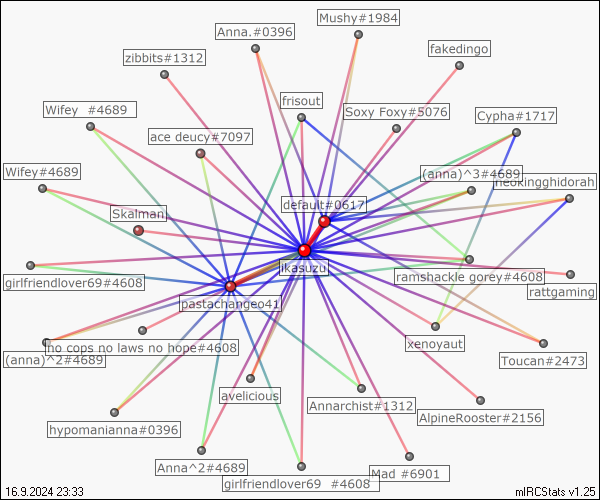 Mushy#1984
Anna.#0396
fakedingo
zibbits#1312
frisout
Wifey  #4689
Soxy Foxy#5076
Cypha#1717
ace deucy#7097
Wifey#4689
(anna)^3#4689
neokingghidorah
default#0617
Skalman
ikasuzu
girlfriendlover69#4608
ramshackle gorey#4608
rattgaming
pastachangeo41
no cops no laws no hope#4608
xenoyaut
(anna)^2#4689
Toucan#2473
avelicious
Annarchist#1312
AlpineRooster#2156
hypomanianna#0396
Anna^2#4689
Mad #6901
girlfriendlover69  #4608
16.9.2024 23:33
mIRCStats v1.25